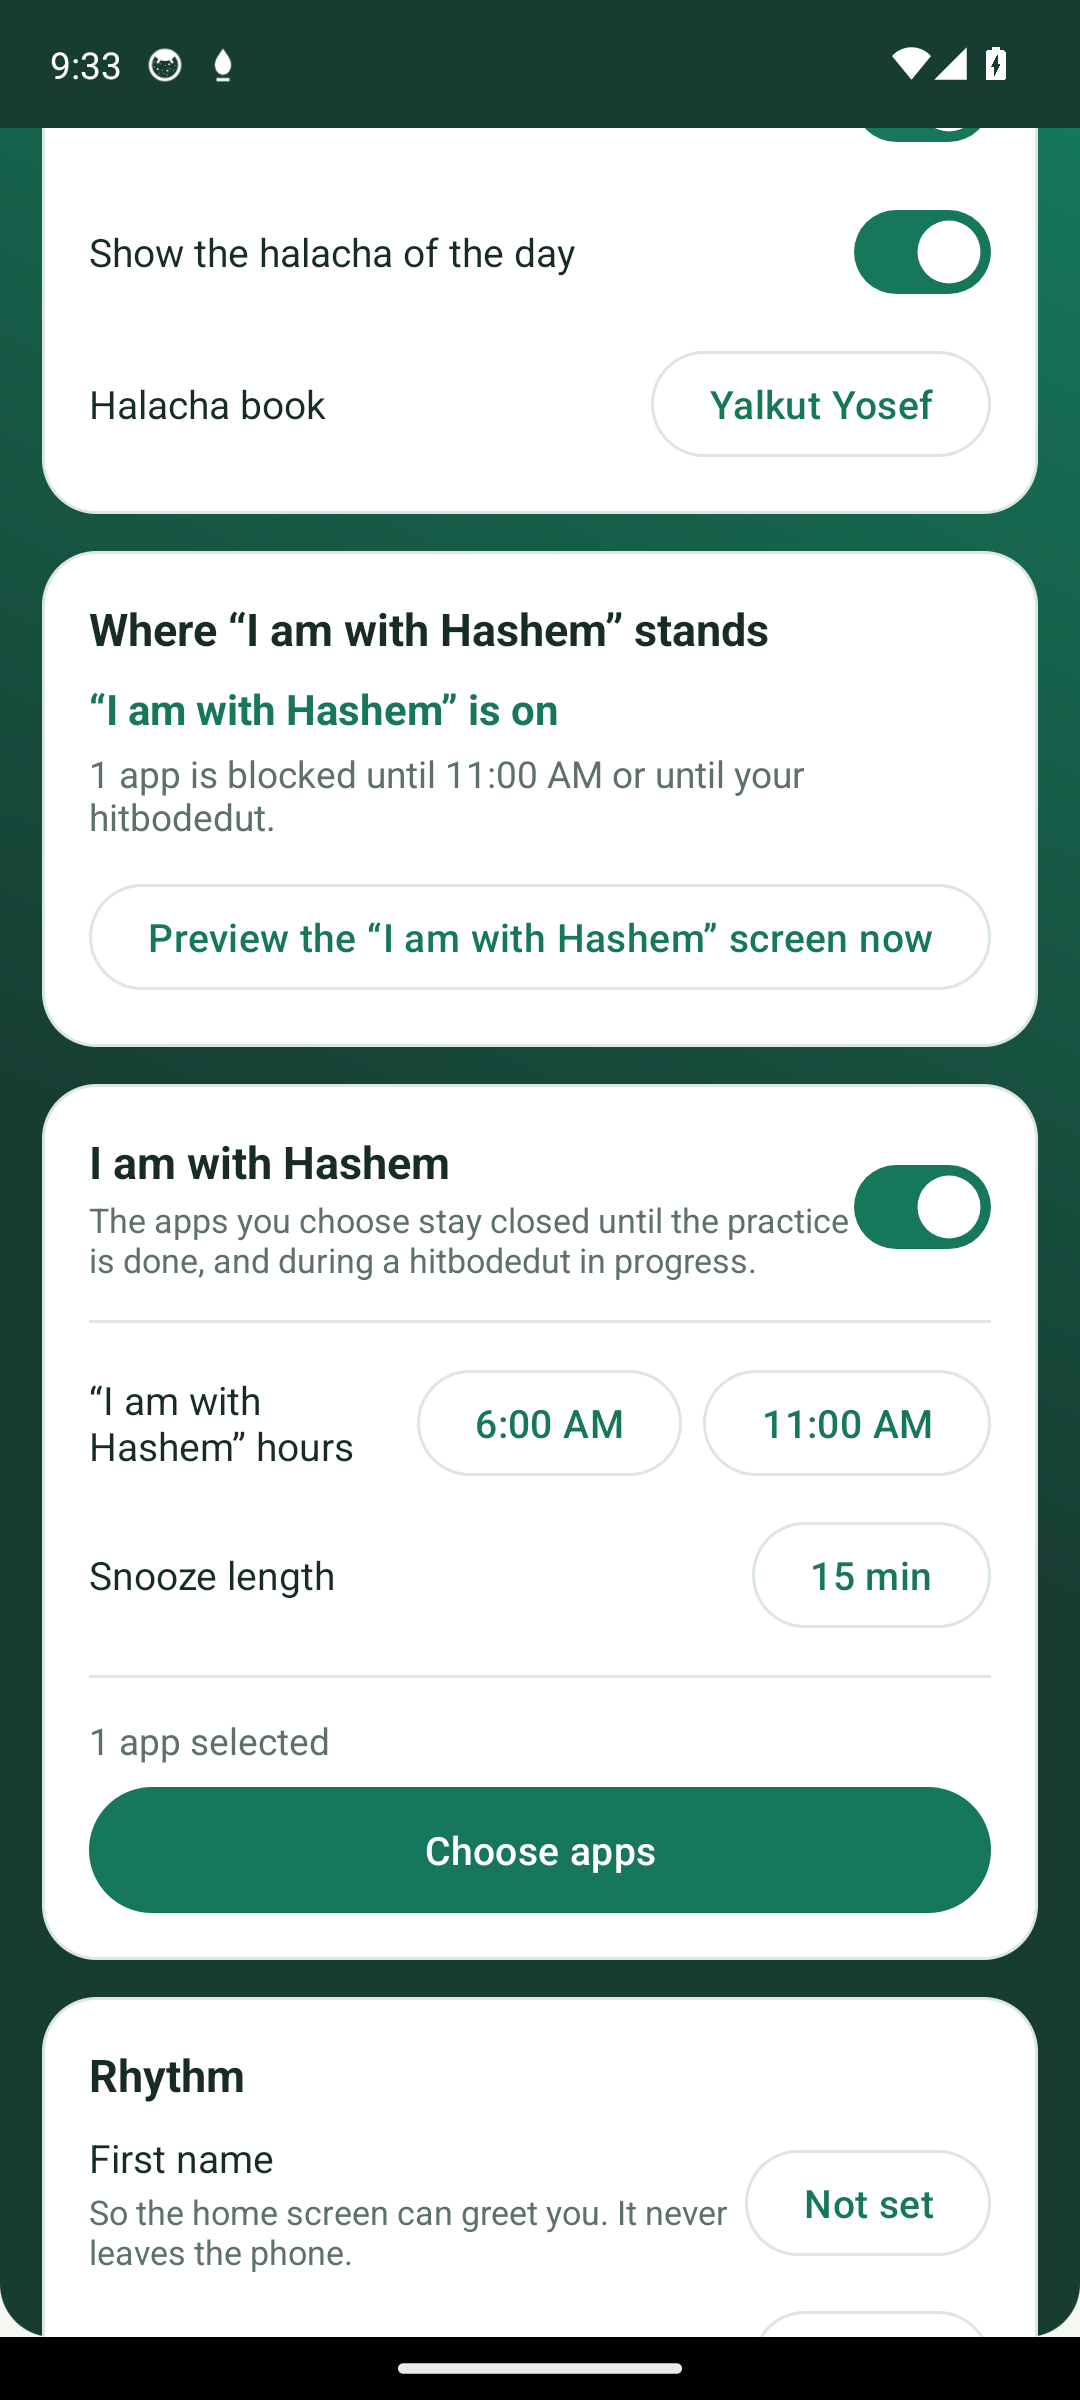 9:33
Show the halacha of the day
Halacha book
Yalkut Yosef
Where “I am with Hashem” stands
“I am with Hashem” is on
1 app is blocked until 11:00 AM or until your
hitbodedut.
Preview the “I am with Hashem” screen now
I am with Hashem
The apps you choose stay closed until the practice
is done, and during a hitbodedut in progress.
“I am with
Hashem” hours
6:00 AM
11:00 AM
Snooze length
15 min
1 app selected
Choose apps
Rhythm
First name
So the home screen can greet you. It never
leaves the phone.
Not set